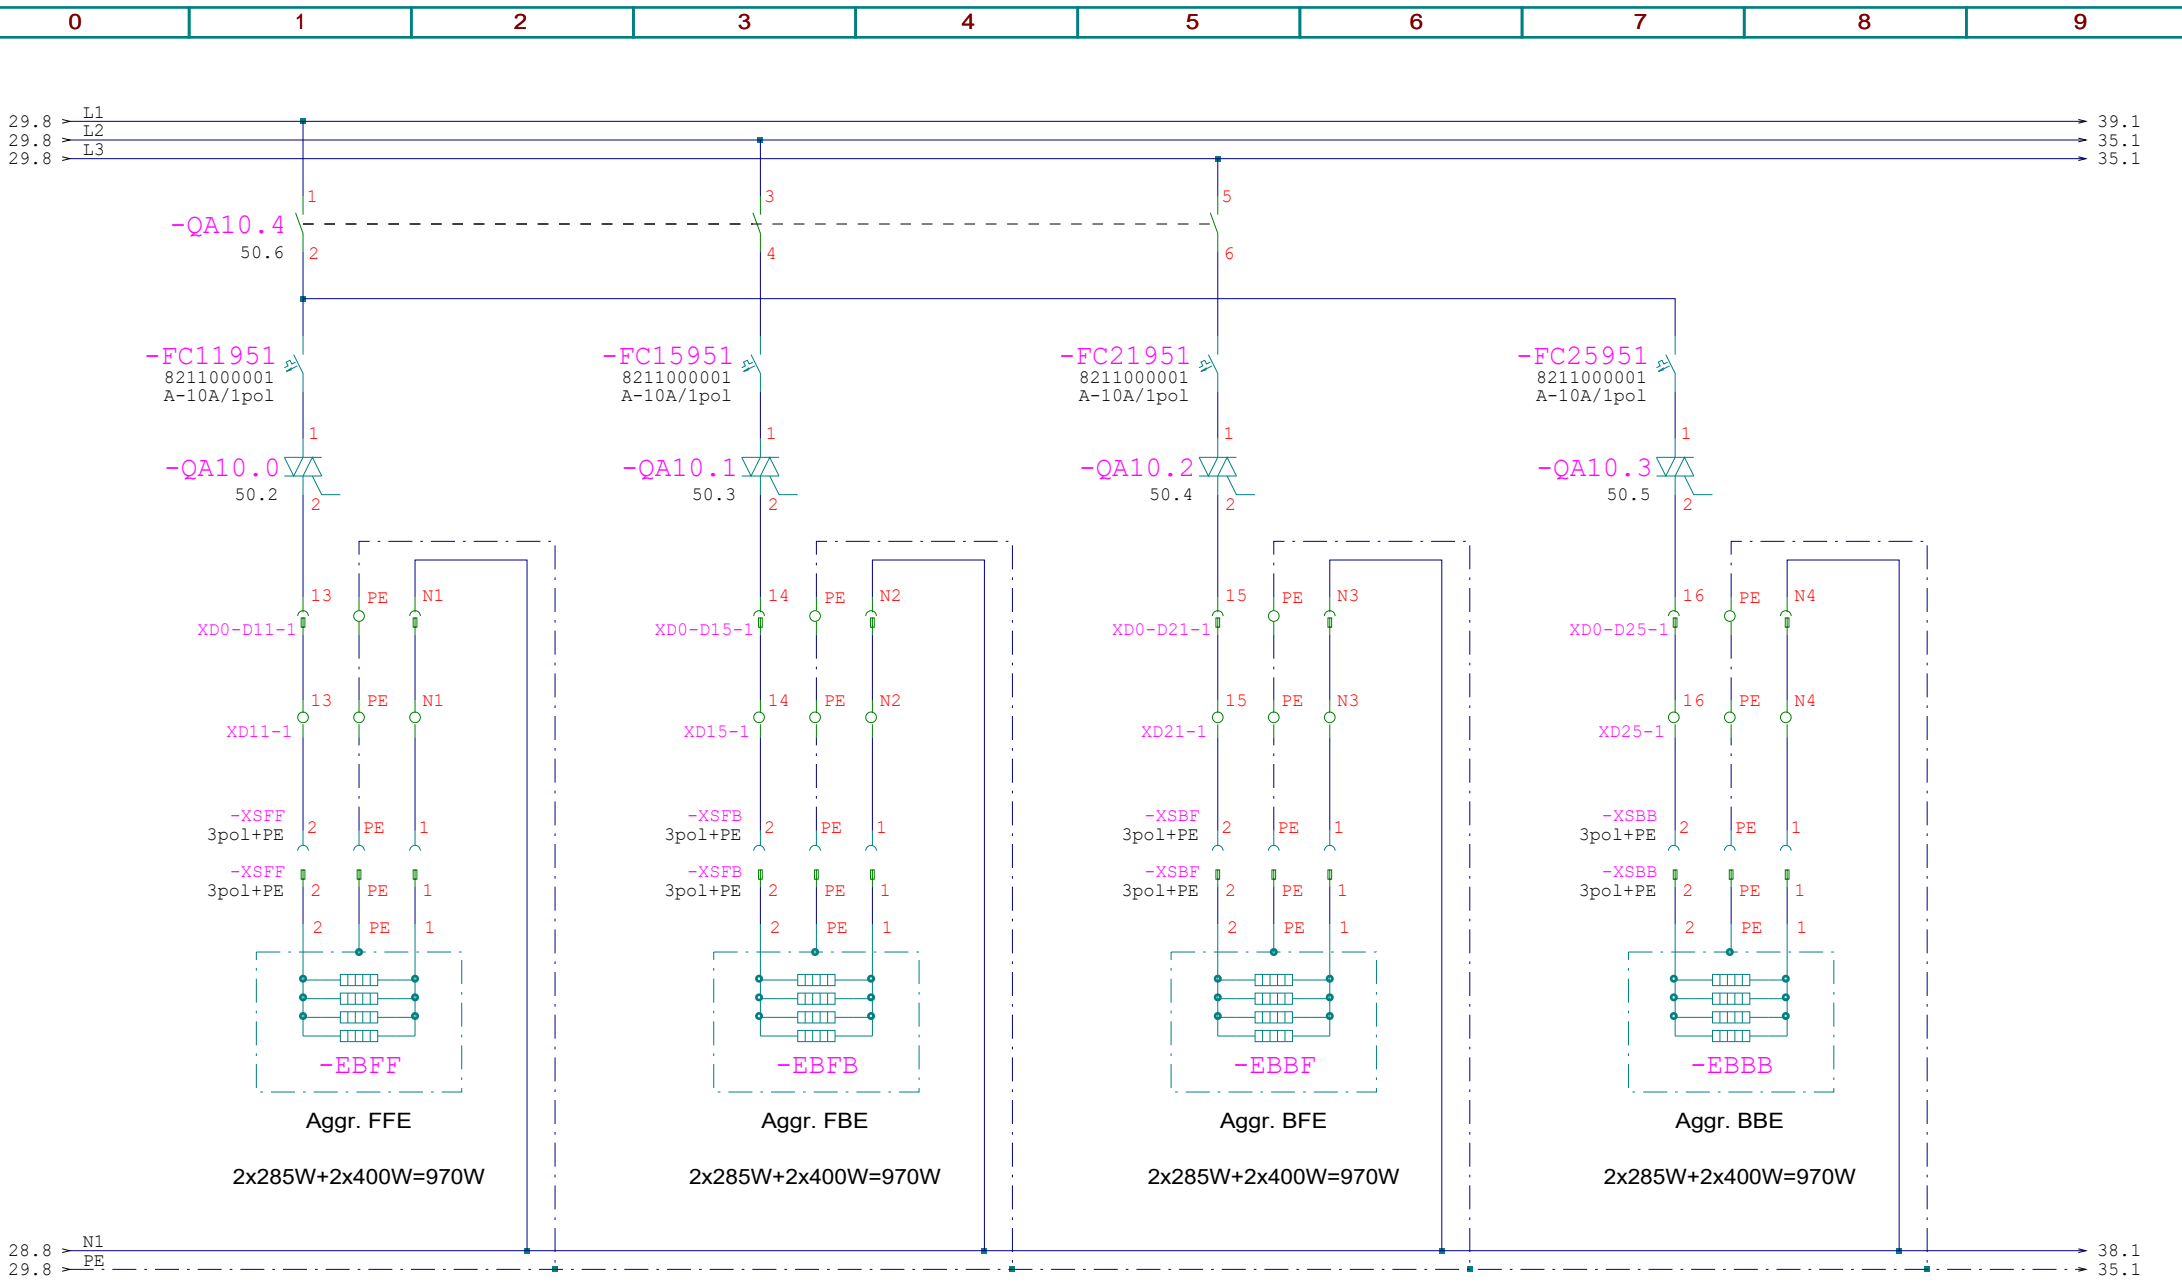 0 1 2 3 4 5 6 7 8 9
29.8 L1 39.1
29.8 L2 35.1
29.8 L3 35.1
1 3 5
-QA10.4
50.6 2 4 6
-FC11951 -FC15951 -FC21951 -FC25951
8211000001 8211000001 8211000001 8211000001
A-10A/1pol A-10A/1pol A-10A/1pol A-10A/1pol
1 1 1 1
-QA10.0 -QA10.1 -QA10.2 -QA10.3
50.2 50.3 50.4 50.5
2 2 2 2
13 PE N1 14 PE N2 15 PE N3 16 PE N4
XD0-D11-1 XD0-D15-1 XD0-D21-1 XD0-D25-1
13 PE N1 14 PE N2 15 PE N3 16 PE N4
XD11-1 XD15-1 XD21-1 XD25-1
-XSFF -XSFB -XSBF -XSBB
3pol+PE 2 PE 1 3pol+PE 2 PE 1 3pol+PE 2 PE 1 3pol+PE 2 PE 1
-XSFF -XSFB -XSBF -XSBB
3pol+PE 2 PE 1 3pol+PE 2 PE 1 3pol+PE 2 PE 1 3pol+PE 2 PE 1
2 PE 1 2 PE 1 2 PE 1 2 PE 1
-EBFF -EBFB -EBBF -EBBB
Aggr. FFE Aggr. FBE Aggr. BFE Aggr. BBE
2x285W+2x400W=970W 2x285W+2x400W=970W 2x285W+2x400W=970W 2x285W+2x400W=970W
28.8 N1 38.1
29.8 PE 35.1